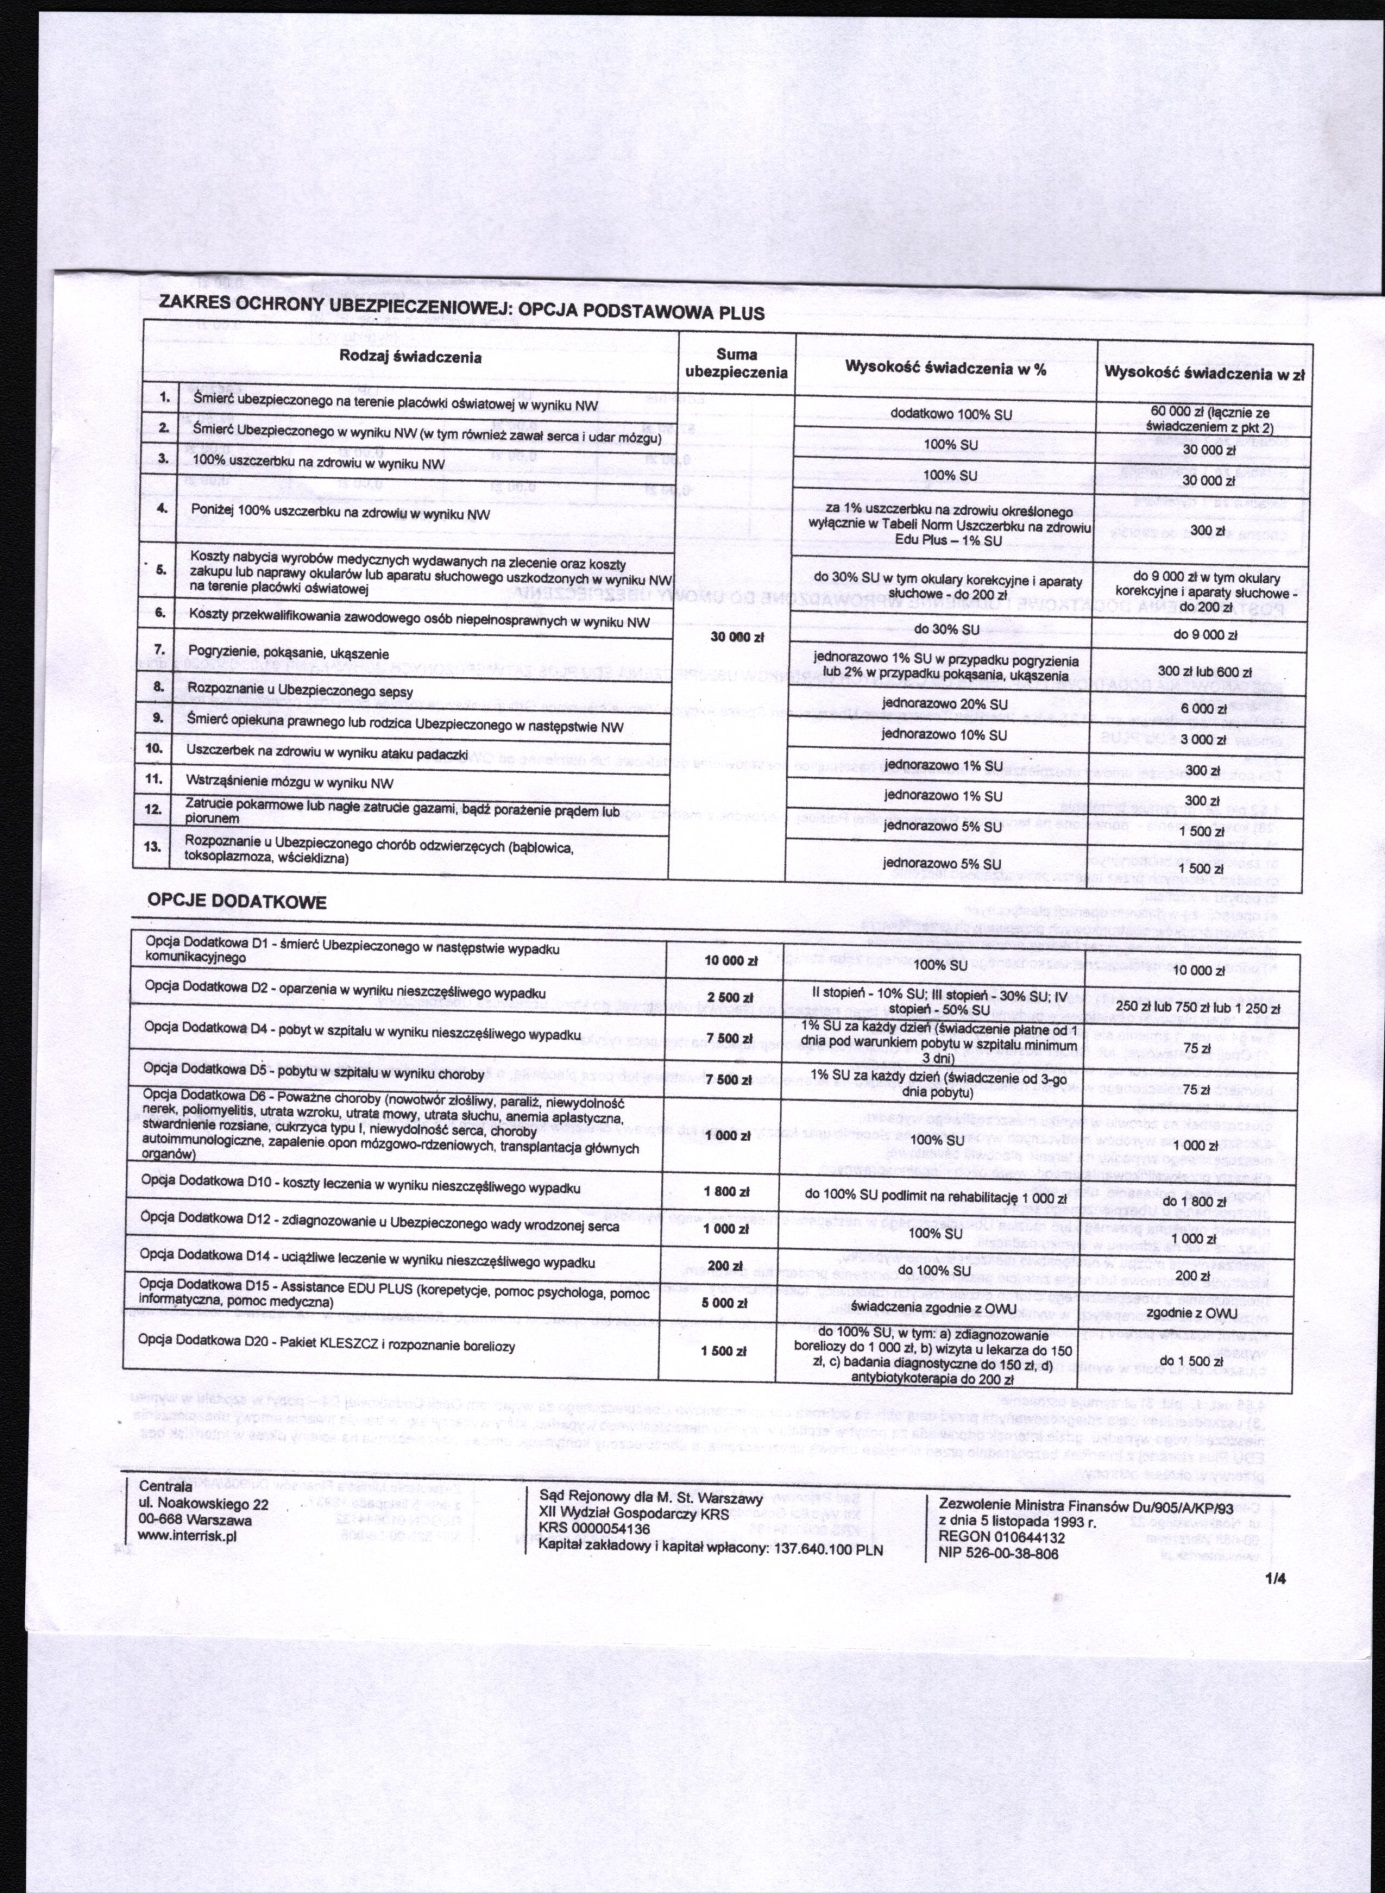 ZAKRES OCHRONY UBEZPIECZENIOWEJ: OPCJA PODSTAWOWA PLUS
Rodzaj świadczenia
Suma
ubezpieczenia
Wysokość świadczenia w %
Wysokość świadczenia w zł
1. Śmierć ubezpieczonego na terenie placówki oświatowej w wyniku NW
dodatkowo 100% SU
60 000 zł (łącznie ze
świadczeniem z pkt 2)
2. Śmierć Ubezpieczonego w wyniku NW (w tym również zawał serca i udar mózgu)
100% SU
30 000 zł
3. 100% uszczerbku na zdrowiu w wyniku NW
100% SU
30 000 zł
4. Poniżej 100% uszczerbku na zdrowiu w wyniku NW
za 1% uszczerbku na zdrowiu określonego
wyłącznie w Tabeli Norm Uszczerbku na zdrowiu
Edu Plus – 1% SU
300 zł
5. Koszty nabycia wyrobów medycznych wydawanych na zlecenie oraz koszty
zakupu lub naprawy okularów lub aparatu słuchowego uszkodzonych w wyniku NW
na terenie placówki oświatowej
do 30% SU w tym okulary korekcyjne i aparaty
słuchowe - do 200 zł
do 9 000 zł w tym okulary
korekcyjne i aparaty słuchowe -
do 200 zł
6. Koszty przekwalifikowania zawodowego osób niepełnosprawnych w wyniku NW
30 000 zł
do 30% SU
do 9 000 zł
7. Pogryzienie, pokąsanie, ukąszenie
jednorazowo 1% SU w przypadku pogryzienia
lub 2% w przypadku pokąsania, ukąszenia
300 zł lub 600 zł
8. Rozpoznanie u Ubezpieczonego sepsy
jednorazowo 20% SU
6 000 zł
9. Śmierć opiekuna prawnego lub rodzica Ubezpieczonego w następstwie NW
jednorazowo 10% SU
3 000 zł
10. Uszczerbek na zdrowiu w wyniku ataku padaczki
jednorazowo 1% SU
300 zł
11. Wstrząśnienie mózgu w wyniku NW
jednorazowo 1% SU
300 zł
12. Zatrucie pokarmowe lub nagłe zatrucie gazami, bądź porażenie prądem lub
piorunem
jednorazowo 5% SU
1 500 zł
13. Rozpoznanie u Ubezpieczonego chorób odzwierzęcych (bąblowica,
toksoplazmoza, wścieklizna)
jednorazowo 5% SU
1 500 zł
OPCJE DODATKOWE
Opcja Dodatkowa D1 - śmierć Ubezpieczonego w następstwie wypadku
komunikacyjnego
10 000 zł
100% SU
10 000 zł
Opcja Dodatkowa D2 - oparzenia w wyniku nieszczęśliwego wypadku
2 500 zł
II stopień - 10% SU; III stopień - 30% SU; IV
stopień - 50% SU
250 zł lub 750 zł lub 1 250 zł
Opcja Dodatkowa D4 - pobyt w szpitalu w wyniku nieszczęśliwego wypadku
7 500 zł
1% SU za każdy dzień (świadczenie płatne od 1
dnia pod warunkiem pobytu w szpitalu minimum
3 dni)
75 zł
Opcja Dodatkowa D5 - pobytu w szpitalu w wyniku choroby
7 500 zł
1% SU za każdy dzień (świadczenie od 3-go
dnia pobytu)
75 zł
Opcja Dodatkowa D6 - Poważne choroby (nowotwór złośliwy, paraliż, niewydolność
nerek, poliomyelitis, utrata wzroku, utrata mowy, utrata słuchu, anemia aplastyczna,
stwardnienie rozsiane, cukrzyca typu I, niewydolność serca, choroby
autoimmunologiczne, zapalenie opon mózgowo-rdzeniowych, transplantacja głównych
organów)
1 000 zł
100% SU
1 000 zł
Opcja Dodatkowa D10 - koszty leczenia w wyniku nieszczęśliwego wypadku
1 800 zł
do 100% SU podlimit na rehabilitację 1 000 zł
do 1 800 zł
Opcja Dodatkowa D12 - zdiagnozowanie u Ubezpieczonego wady wrodzonej serca
1 000 zł
100% SU
1 000 zł
Opcja Dodatkowa D14 - uciążliwe leczenie w wyniku nieszczęśliwego wypadku
200 zł
do 100% SU
200 zł
Opcja Dodatkowa D15 - Assistance EDU PLUS (korepetycje, pomoc psychologa, pomoc
informatyczna, pomoc medyczna)
5 000 zł
świadczenia zgodnie z OWU
zgodnie z OWU
Opcja Dodatkowa D20 - Pakiet KLESZCZ i rozpoznanie boreliozy
1 500 zł
do 100% SU, w tym: a) zdiagnozowanie
boreliozy do 1 000 zł, b) wizyta u lekarza do 150
zł, c) badania diagnostyczne do 150 zł, d)
antybiotykoterapia do 200 zł
do 1 500 zł
Centrala
ul. Noakowskiego 22
00-668 Warszawa
www.interrisk.pl
Sąd Rejonowy dla M. St. Warszawy
XII Wydział Gospodarczy KRS
KRS 0000054136
Kapitał zakładowy i kapitał wpłacony: 137.640.100 PLN
Zezwolenie Ministra Finansów Du/905/A/KP/93
z dnia 5 listopada 1993 r.
REGON 010644132
NIP 526-00-38-806
1/4